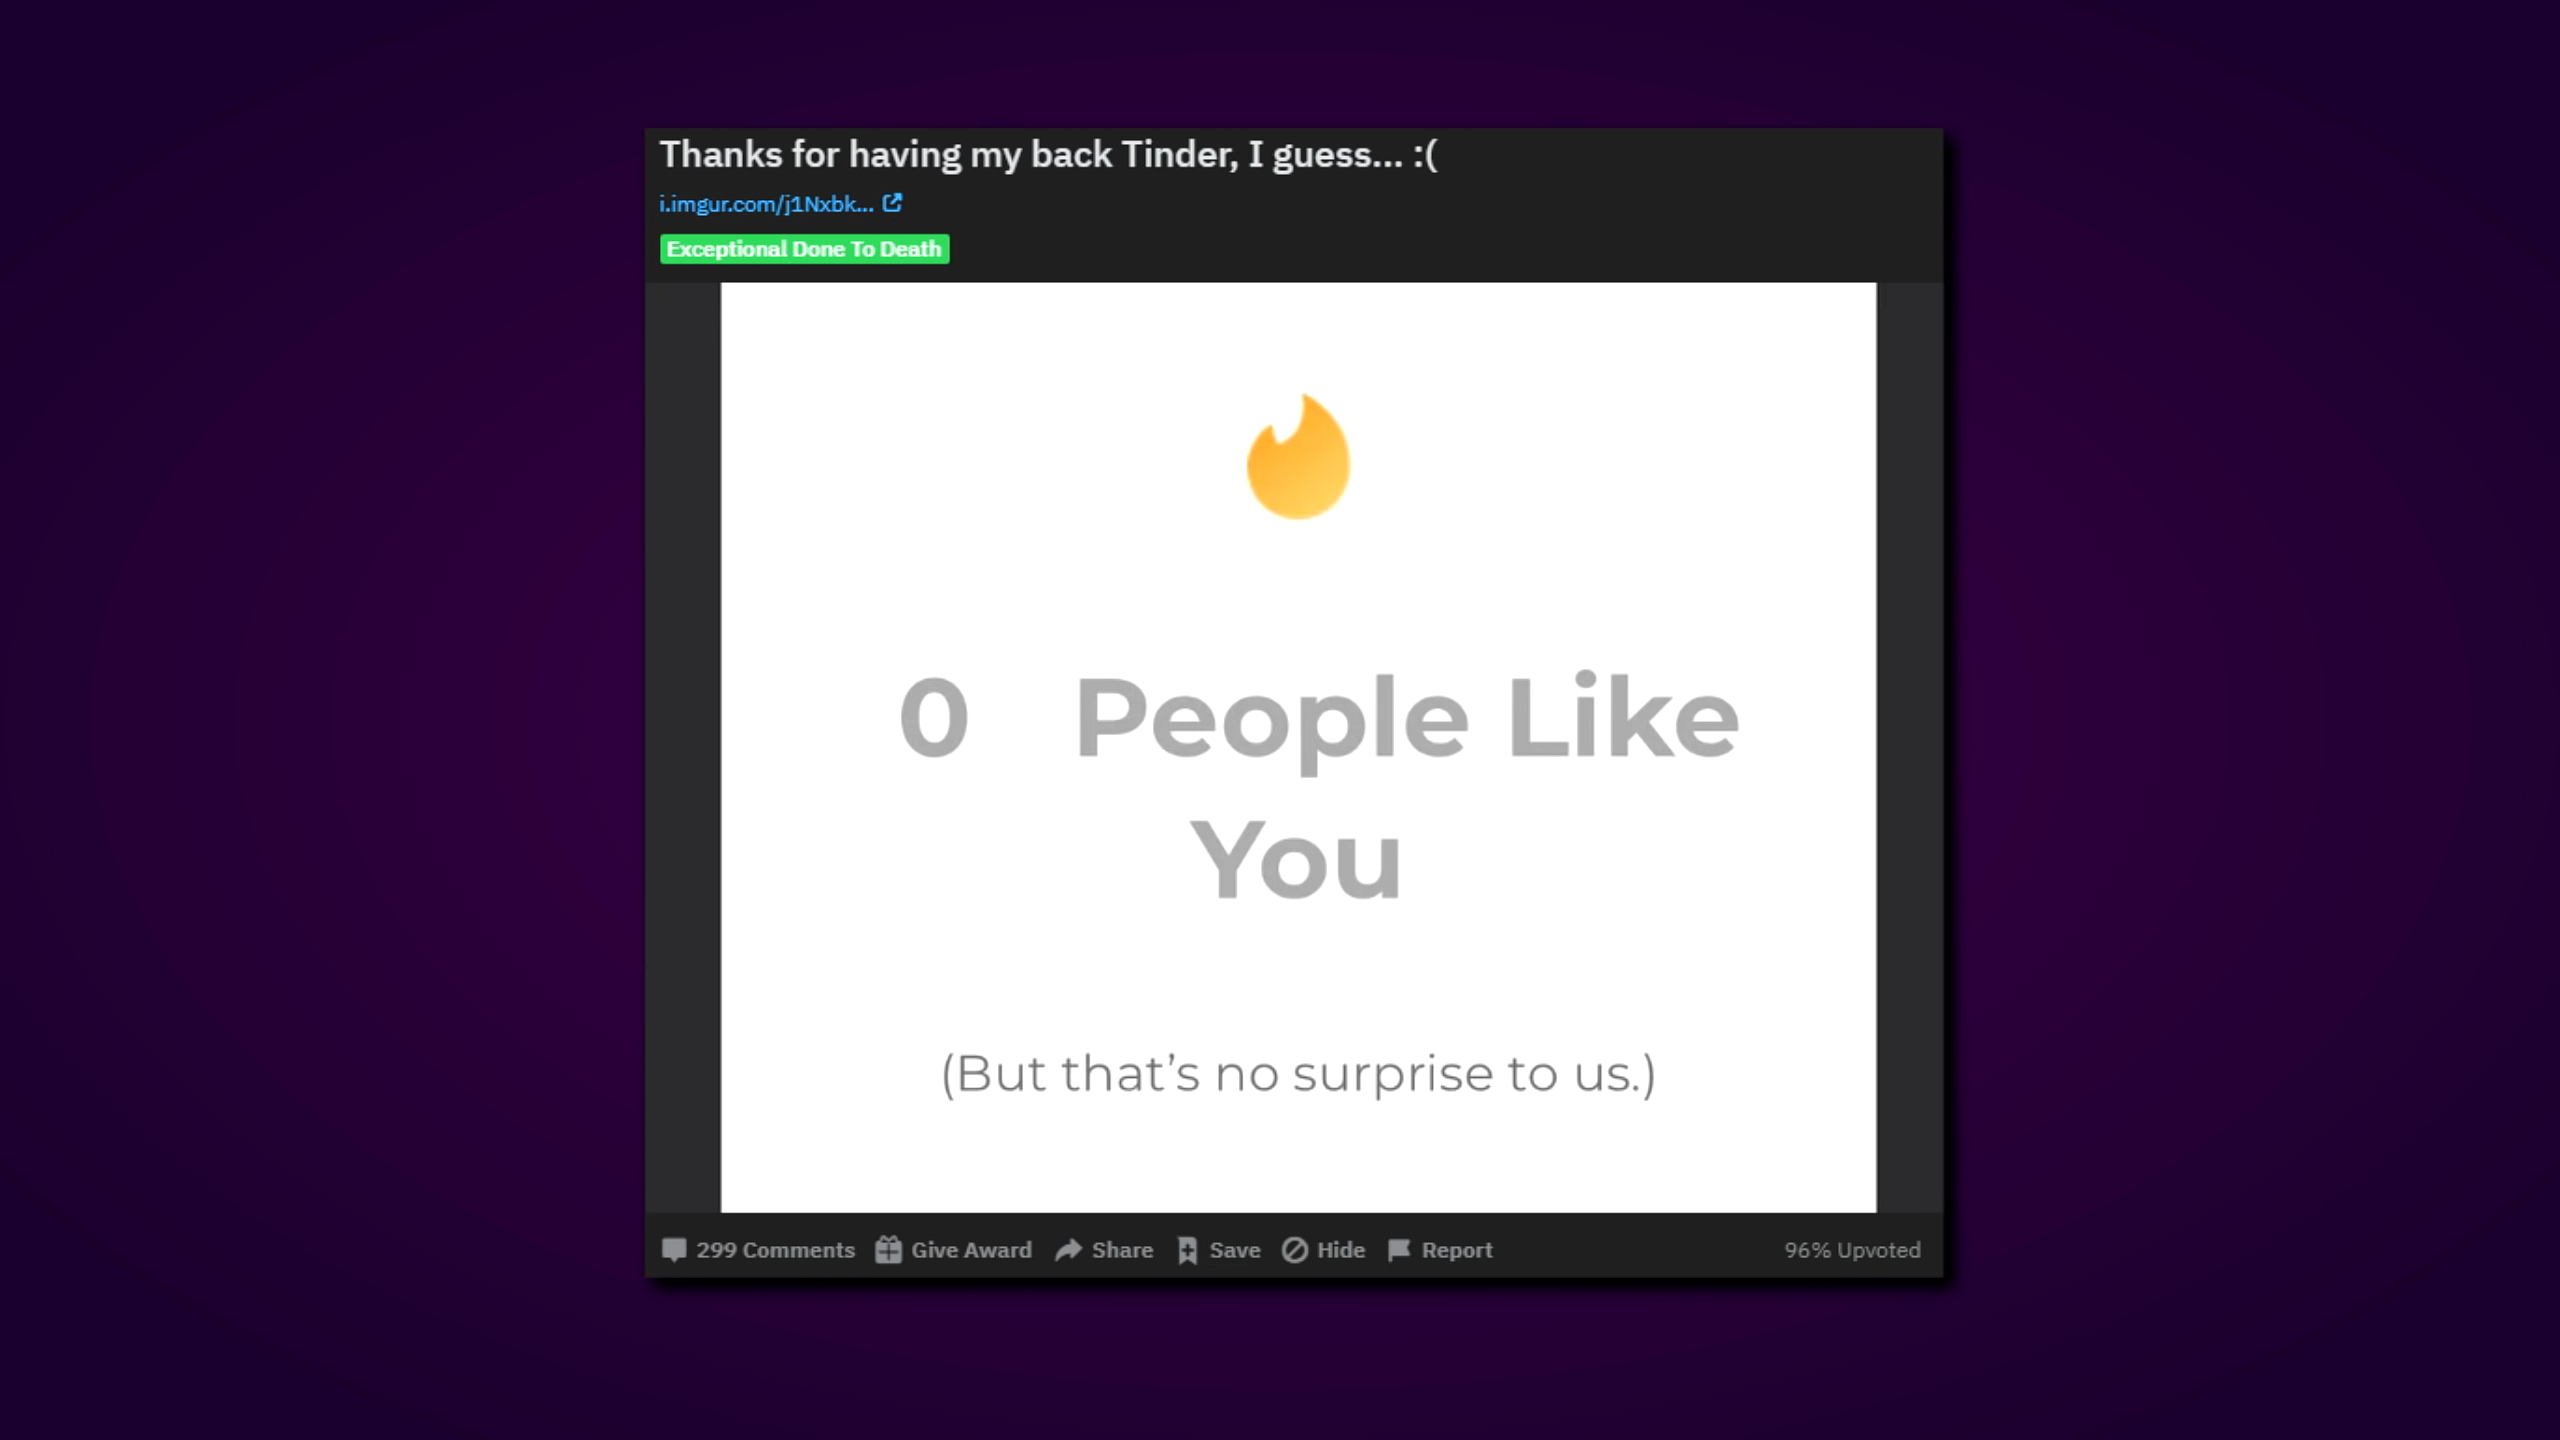 Thanks for having my back Tinder, I guess... :(
i.imgur.com/j1Nxbk...
Exceptional Done To Death
0 People Like
You
(But that's no surprise to us.)
299 Comments Give Award Share Save Hide Report 96% Upvoted